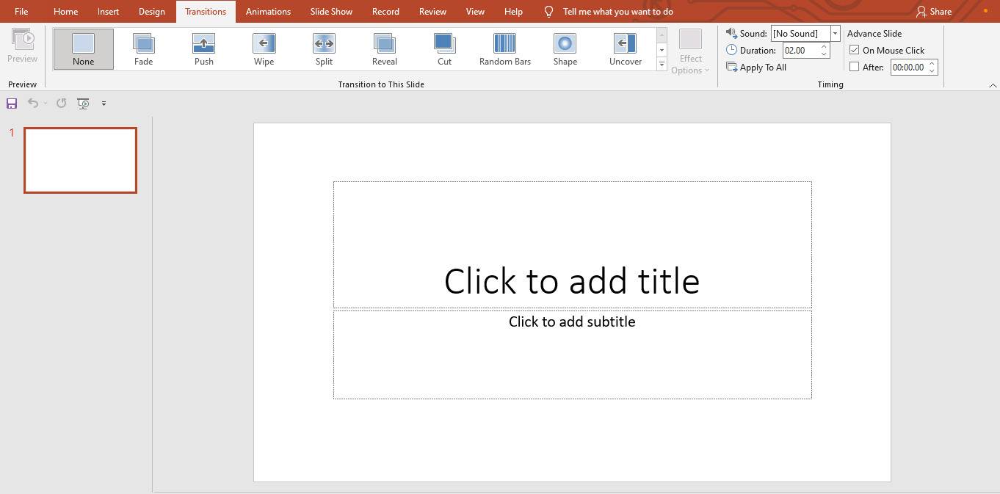 File Home Insert Design Transitions Animations Slide Show Record Review View Help Tell me what you want to do Share
Preview
None Fade Push Wipe Split Reveal Cut Random Bars Shape Uncover
Effect Options
Sound: [No Sound]
Duration: 02.00
Apply To All
Advance Slide
On Mouse Click
After: 00:00.00
Preview Transition to This Slide Timing
1
Click to add title
Click to add subtitle